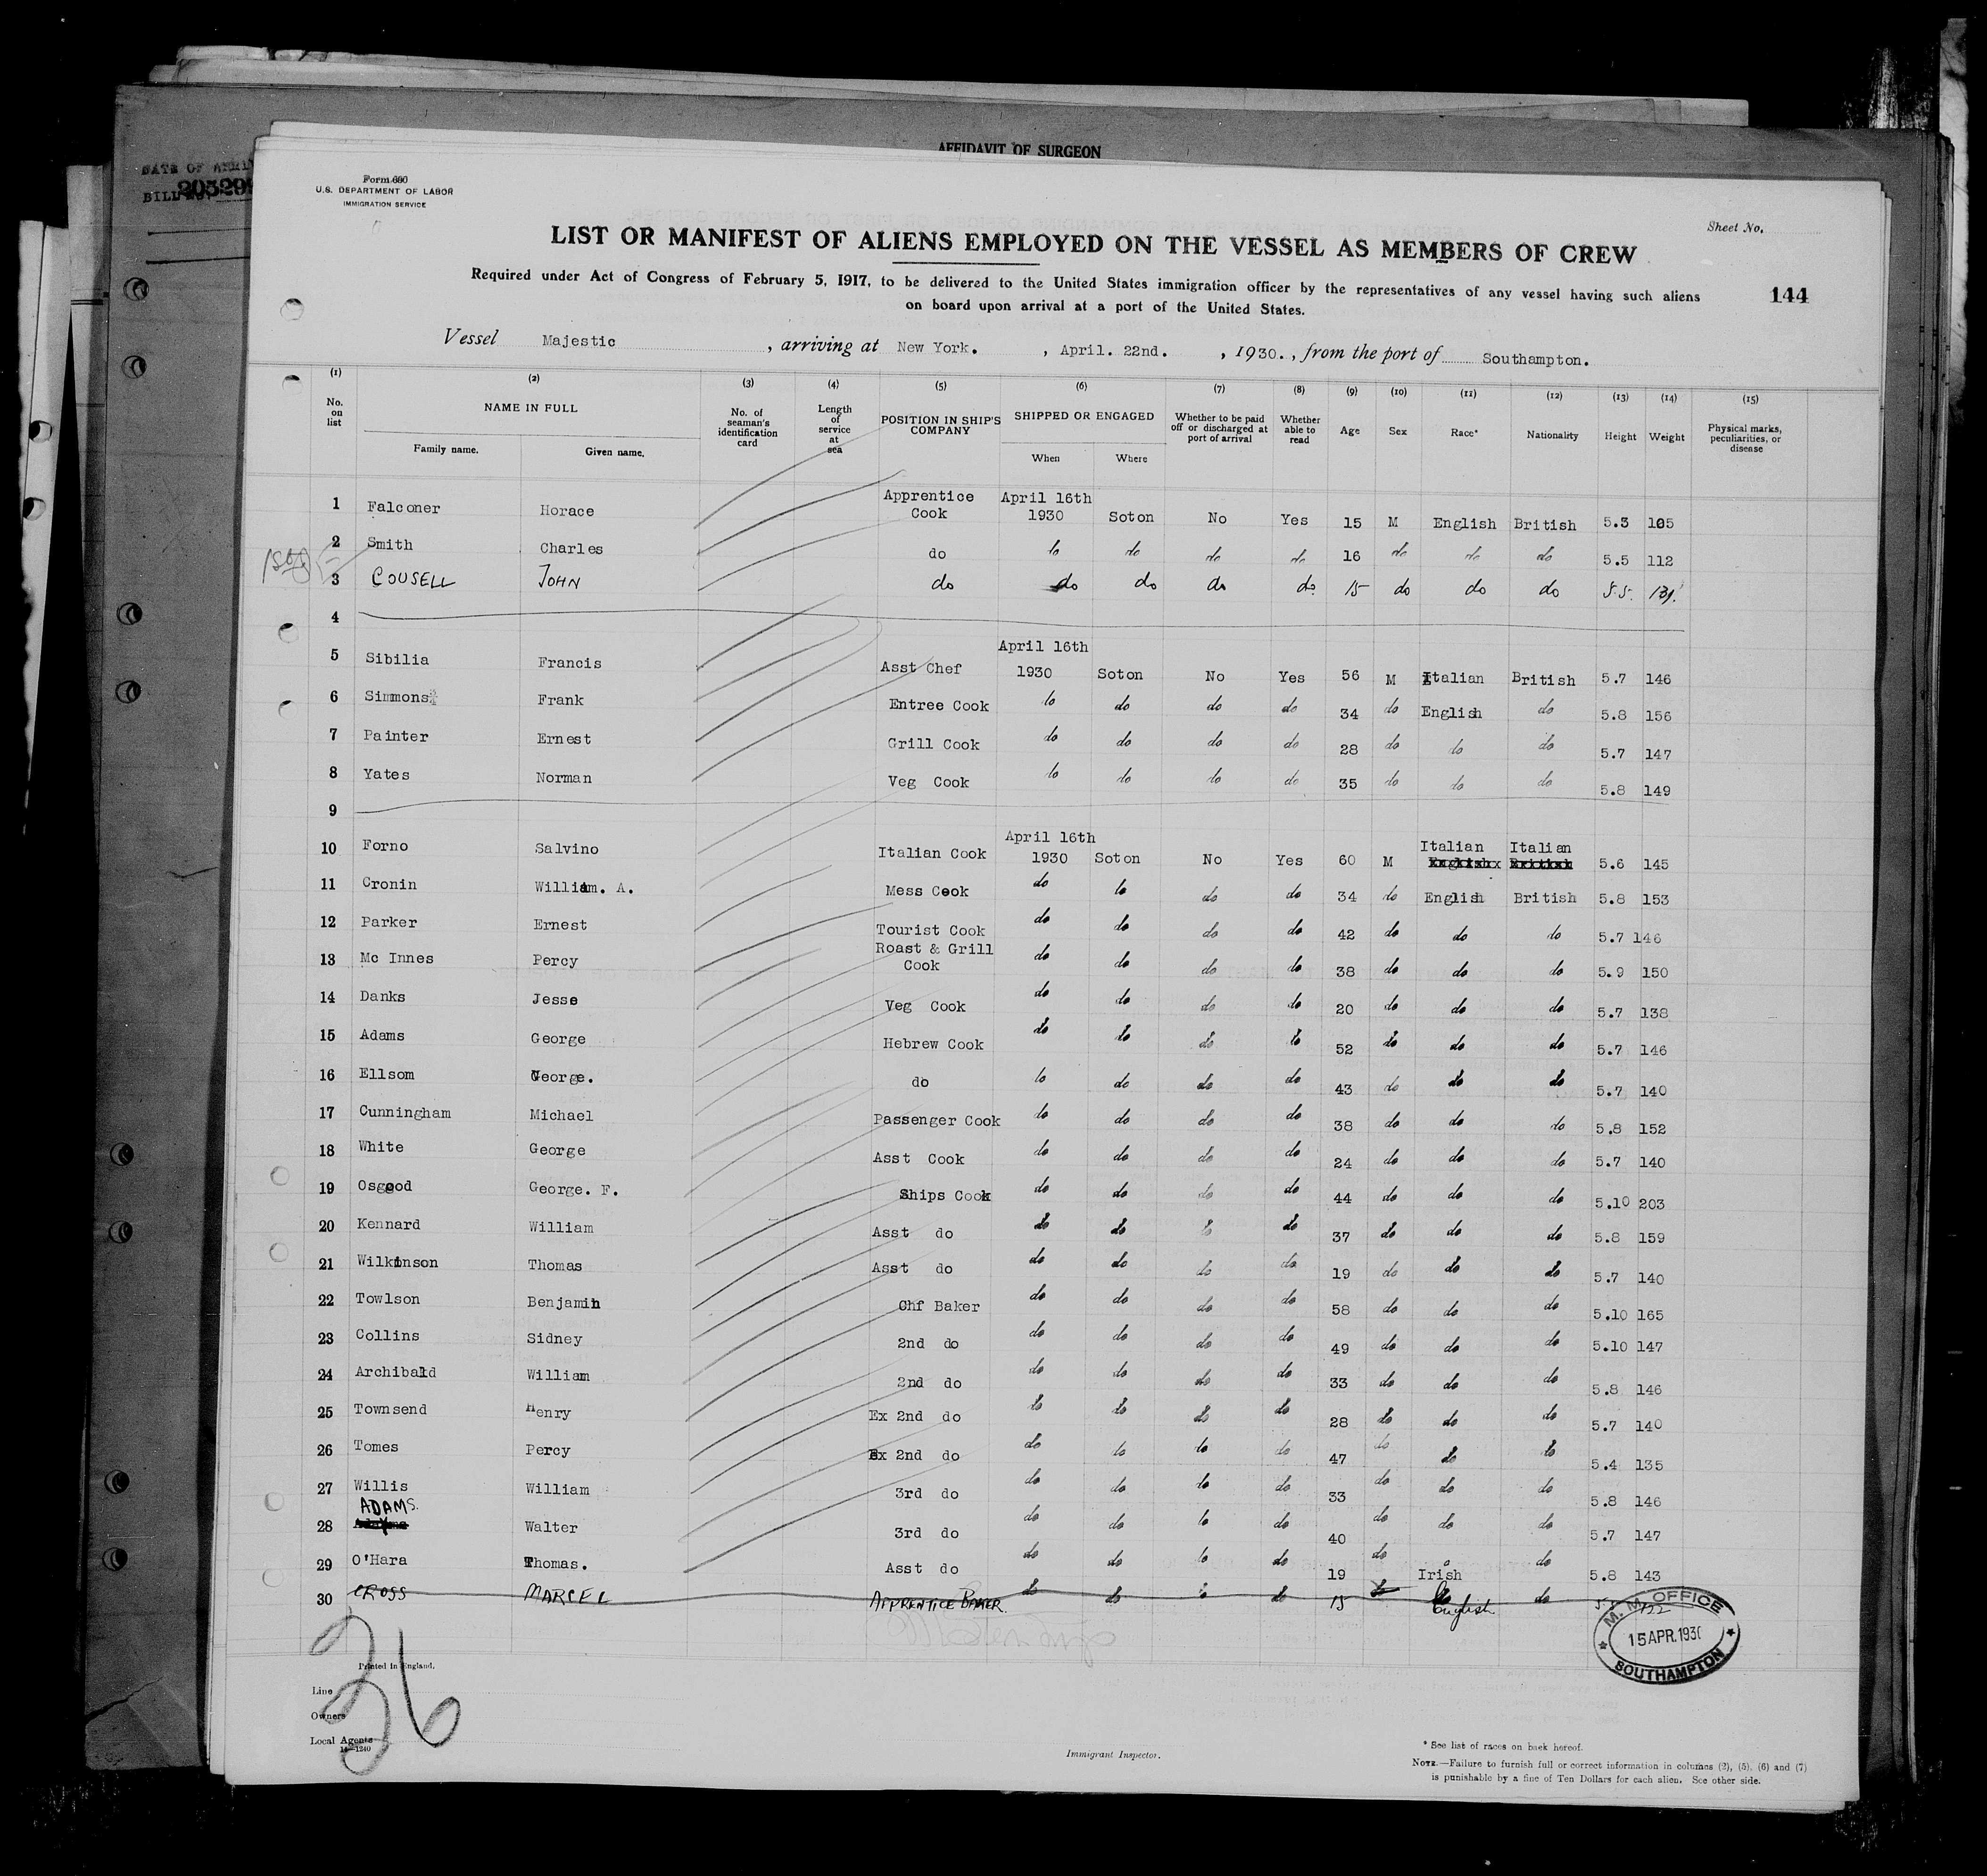 AFFIDAVIT OF SURGEON
DATE OF
BILL
Form 680
U.S. DEPARTMENT OF LABOR
IMMIGRATION SERVICE
Sheet No.
LIST OR MANIFEST OF ALIENS EMPLOYED ON THE VESSEL AS MEMBERS OF CREW
Required under Act of Congress of February 5, 1917, to be delivered to the United States immigration officer by the representatives of any vessel having such aliens
on board upon arrival at a port of the United States.
144
Vessel Majestic , arriving at New York. , April. 22nd. , 1930. , from the port of Southampton.
(1) (2) (3) (4) (5) (6) (7) (8) (9) (10) (11) (12) (13) (14) (15)
No. on list NAME IN FULL No. of seaman's identification card Length of service at sea POSITION IN SHIP'S COMPANY SHIPPED OR ENGAGED Whether to be paid off or discharged at port of arrival Whether able to read Age Sex Race* Nationality Height Weight Physical marks, peculiarities, or disease
Family name. Given name. When Where
1 Falconer Horace Apprentice Cook April 16th 1930 Soton No Yes 15 M English British 5.3 105
2 Smith Charles do do do do do 16 do do do 5.5 112
3 COUSELL JOHN do do do do do 15 do do do 5.5.
4
5 Sibilia Francis Asst Chef April 16th 1930 Soton No Yes 56 M Italian British 5.7 146
6 Simmons Frank Entree Cook do do do do 34 do English do 5.8 156
7 Painter Ernest Grill Cook do do do do 28 do do do 5.7 147
8 Yates Norman Veg Cook do do do do 35 do do do 5.8 149
9
10 Forno Salvino Italian Cook April 16th 1930 Soton No Yes 60 M Italian English Italian British 5.6 145
11 Cronin William. A. Mess Cook do do do do 34 do English British 5.8 153
12 Parker Ernest Tourist Cook do do do do 42 do do do 5.7 146
13 Mc Innes Percy Roast & Grill Cook do do do do 38 do do do 5.9 150
14 Danks Jesse Veg Cook do do do do 20 do do do 5.7 138
15 Adams George Hebrew Cook do do do do 52 do do do 5.7 146
16 Ellsom George. do do do do do 43 do do do 5.7 140
17 Cunningham Michael Passenger Cook do do do do 38 do do do 5.8 152
18 White George Asst Cook do do do do 24 do do do 5.7 140
19 Osgood George. F. Ships Cook do do do do 44 do do do 5.10 203
20 Kennard William Asst do do do do do 37 do do do 5.8 159
21 Wilkinson Thomas Asst do do do do do 19 do do do 5.7 140
22 Towlson Benjamin Chf Baker do do do do 58 do do do 5.10 165
23 Collins Sidney 2nd do do do do do 49 do do do 5.10 147
24 Archibald William 2nd do do do do do 33 do do do 5.8 146
25 Townsend Henry Ex 2nd do do do do do 28 do do do 5.7 140
26 Tomes Percy Ex 2nd do do do do do 47 do do do 5.4 135
27 Willis William 3rd do do do do do 33 do do do 5.8 146
28 ADAMS. Walter 3rd do do do do do 40 do do do 5.7 147
29 O'Hara Thomas. Asst do do do do do 19 do Irish do 5.8 143
30 CROSS MARCEL APPRENTICE BAKER. do do do do 15 do English do 122
M. M. OFFICE
15 APR. 1930
SOUTHAMPTON
26
Printed in England.
Line
Owners
Local Agents
14—1240
Immigrant Inspector.
* See list of races on back hereof.
NOTE.—Failure to furnish full or correct information in columns (2), (5), (6) and (7)
is punishable by a fine of Ten Dollars for each alien. See other side.